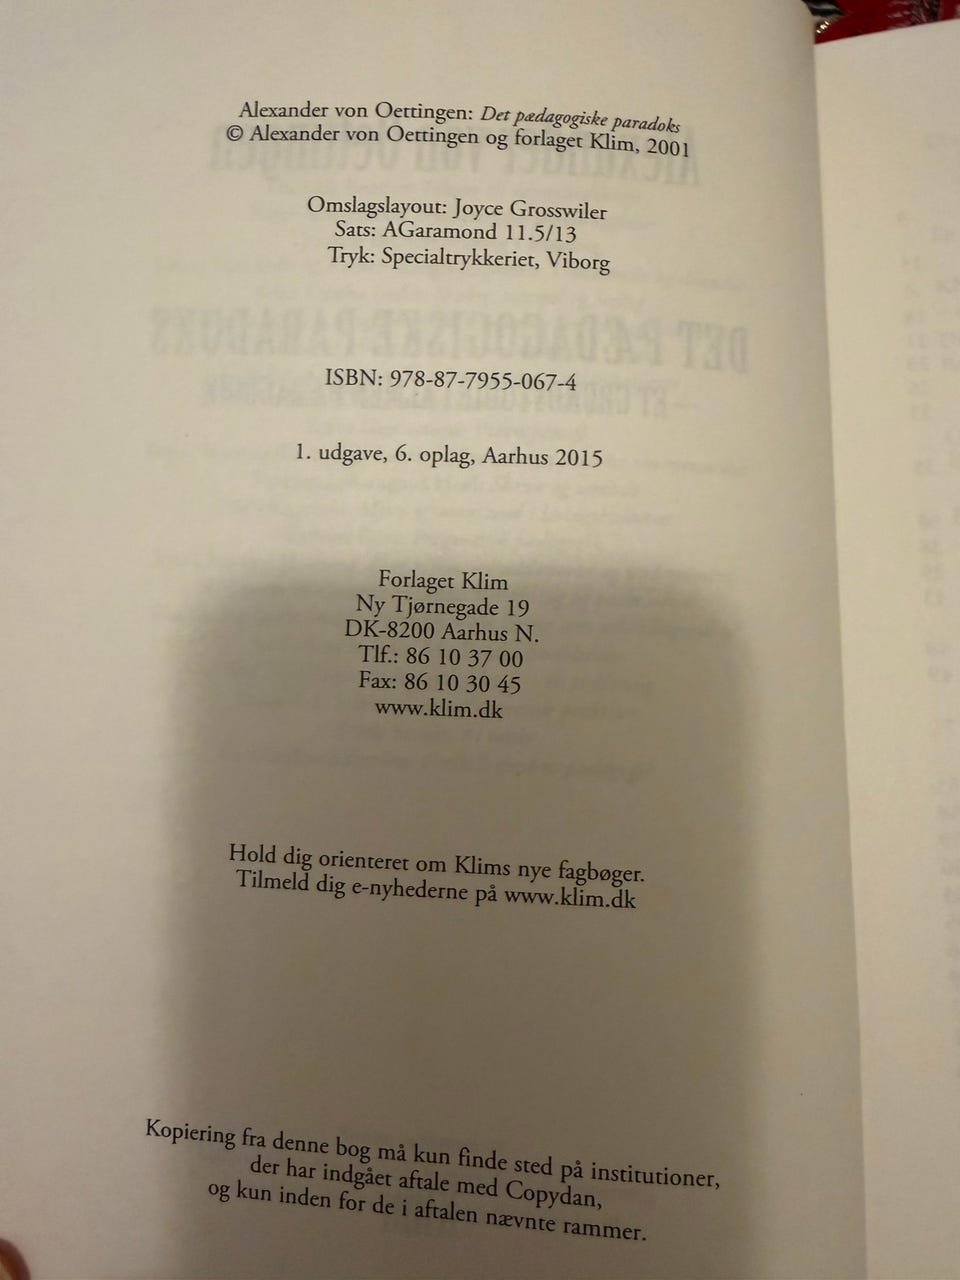 Alexander von Oettingen: Det pædagogiske paradoks
© Alexander von Oettingen og forlaget Klim, 2001
Omslagslayout: Joyce Grosswiler
Sats: AGaramond 11.5/13
Tryk: Specialtrykkeriet, Viborg
ISBN: 978-87-7955-067-4
1. udgave, 6. oplag, Aarhus 2015
Forlaget Klim
Ny Tjørnegade 19
DK-8200 Aarhus N.
Tlf.: 86 10 37 00
Fax: 86 10 30 45
www.klim.dk
Hold dig orienteret om Klims nye fagbøger.
Tilmeld dig e-nyhederne på www.klim.dk
Kopiering fra denne bog må kun finde sted på institutioner,
der har indgået aftale med Copydan,
og kun inden for de i aftalen nævnte rammer.